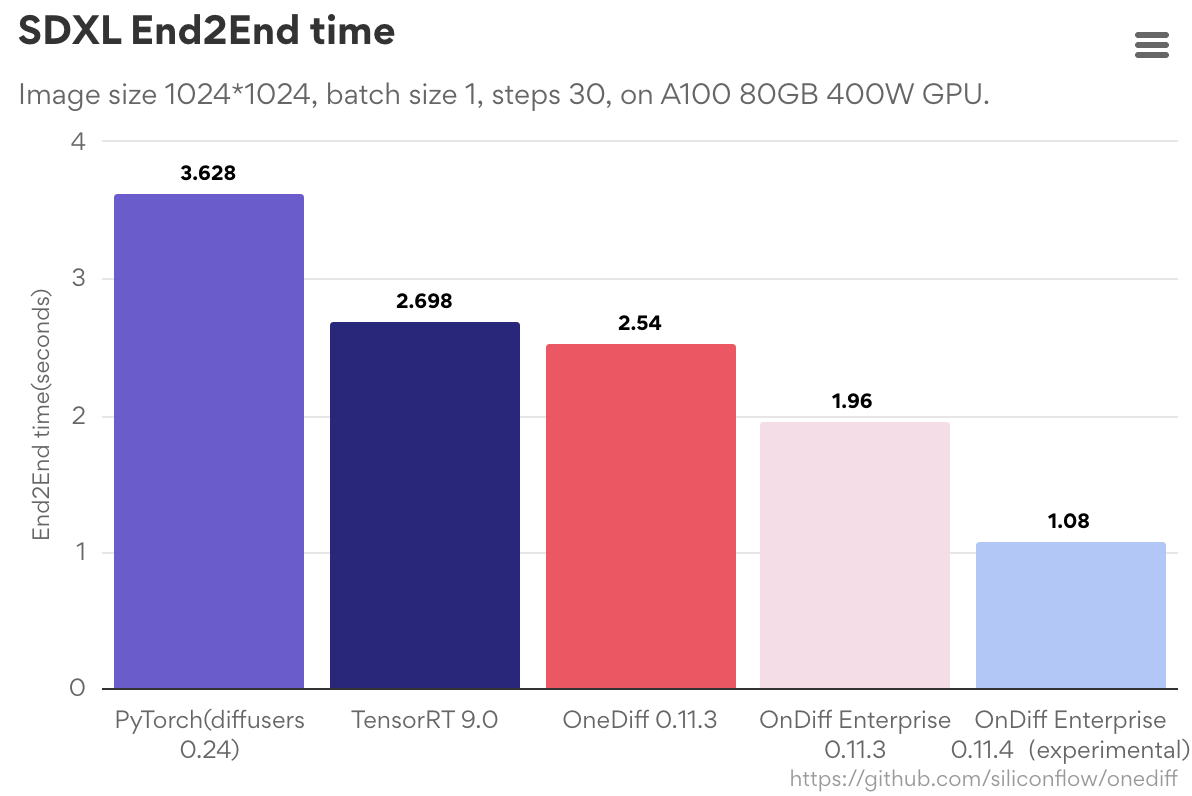 SDXL End2End time
Image size 1024*1024, batch size 1, steps 30, on A100 80GB 400W GPU.
End2End time(seconds)
4
3
2
1
0
3.628
2.698
2.54
1.96
1.08
PyTorch(diffusers
0.24)
TensorRT 9.0
OneDiff 0.11.3
OnDiff Enterprise
0.11.3
OnDiff Enterprise
0.11.4 (experimental)
https://github.com/siliconflow/onediff